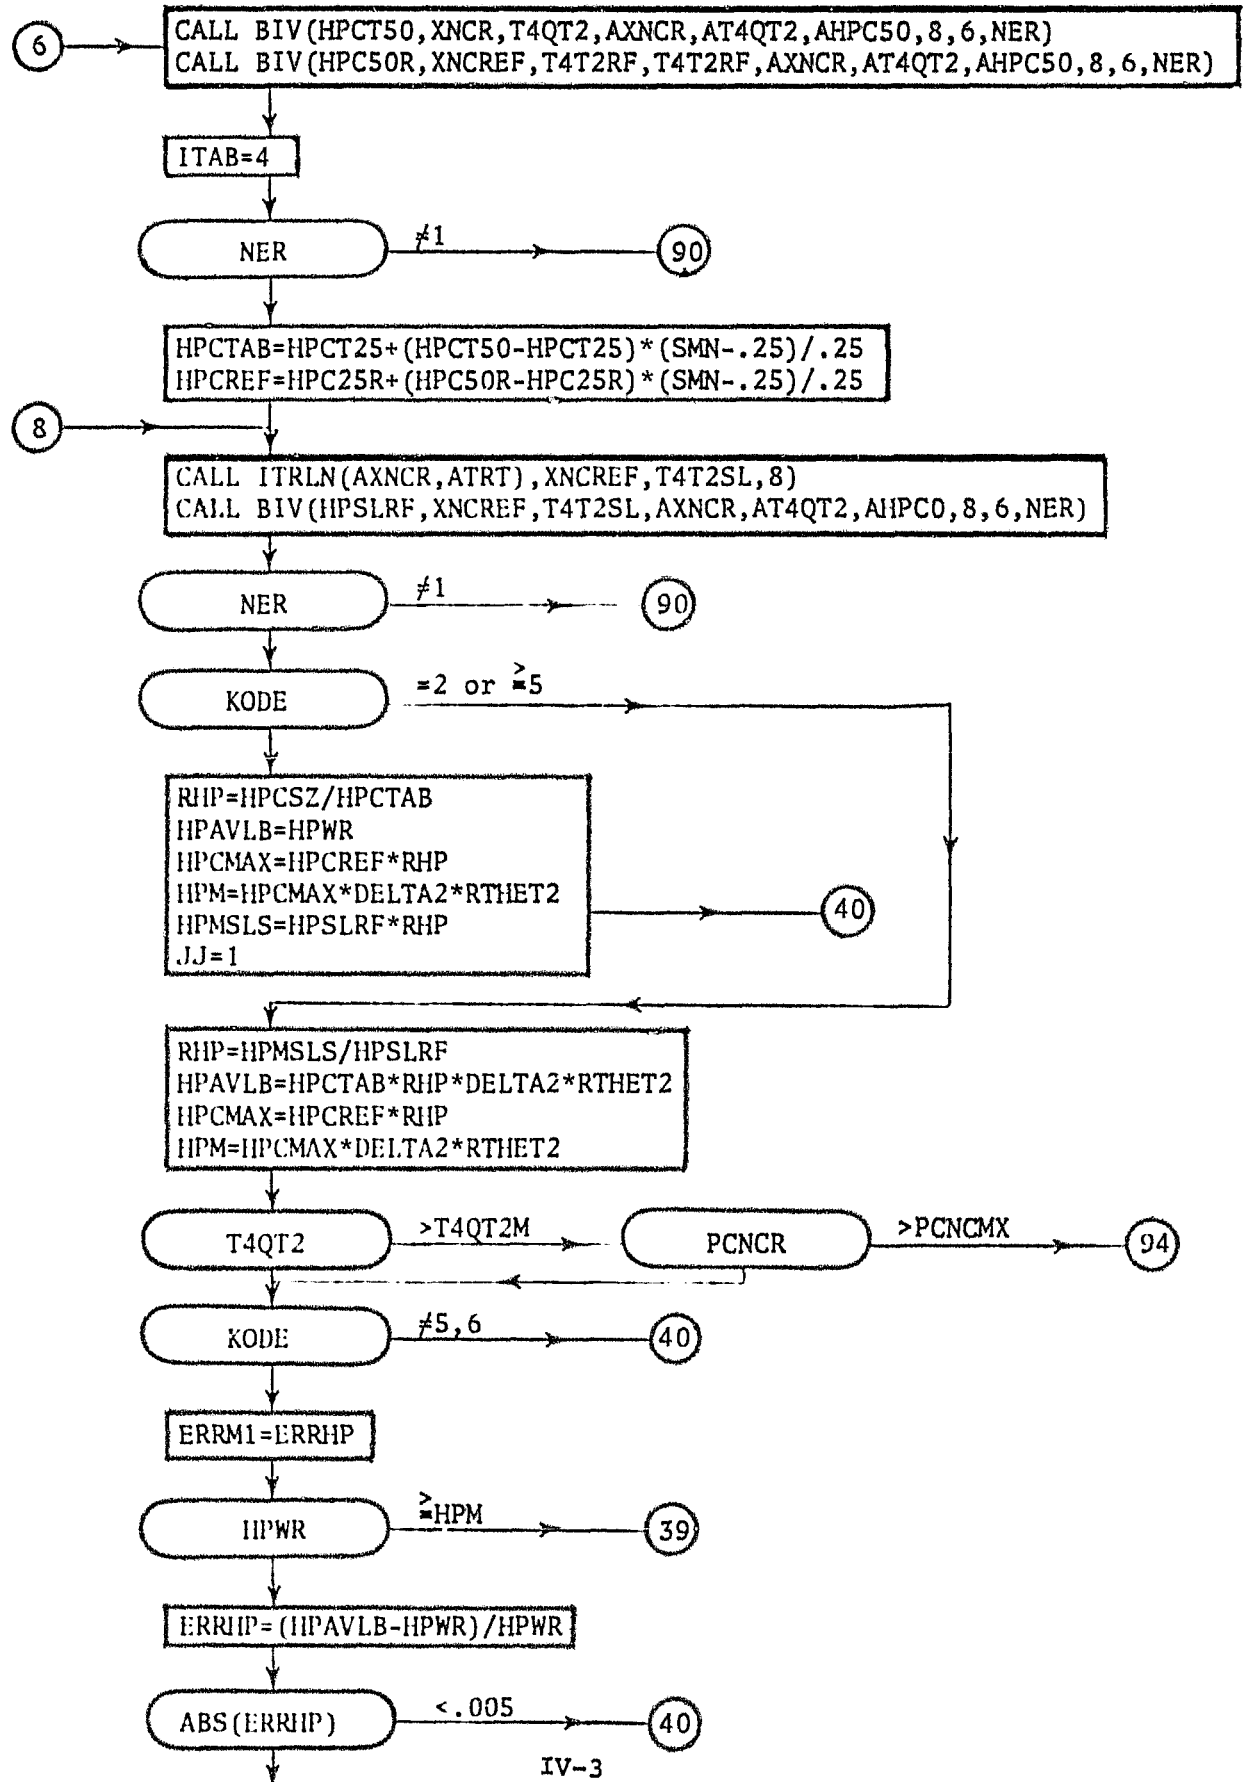 6
CALL BIV(HPCT50,XNCR,T4QT2,AXNCR,AT4QT2,AHPC50,8,6,NER)
CALL BIV(HPC50R,XNCREF,T4T2RF,T4T2RF,AXNCR,AT4QT2,AHPC50,8,6,NER)
ITAB=4
NER
≠1
90
HPCTAB=HPCT25+(HPCT50-HPCT25)*(SMN-.25)/.25
HPCREF=HPC25R+(HPC50R-HPC25R)*(SMN-.25)/.25
8
CALL ITRLN(AXNCR,ATRT),XNCREF,T4T2SL,8)
CALL BIV(HPSLRF,XNCREF,T4T2SL,AXNCR,AT4QT2,AHPC0,8,6,NER)
NER
≠1
90
KODE
=2 or ≥5
RHP=HPCSZ/HPCTAB
HPAVLB=HPWR
HPCMAX=HPCREF*RHP
HPM=HPCMAX*DELTA2*RTHET2
HPMSLS=HPSLRF*RHP
JJ=1
40
RHP=HPMSLS/HPSLRF
HPAVLB=HPCTAB*RHP*DELTA2*RTHET2
HPCMAX=HPCREF*RHP
HPM=HPCMAX*DELTA2*RTHET2
T4QT2
>T4QT2M
PCNCR
>PCNCMX
94
KODE
≠5,6
40
ERRM1=ERRHP
HPWR
≥HPM
39
ERRHP=(HPAVLB-HPWR)/HPWR
ABS(ERRHP)
<.005
40
IV-3